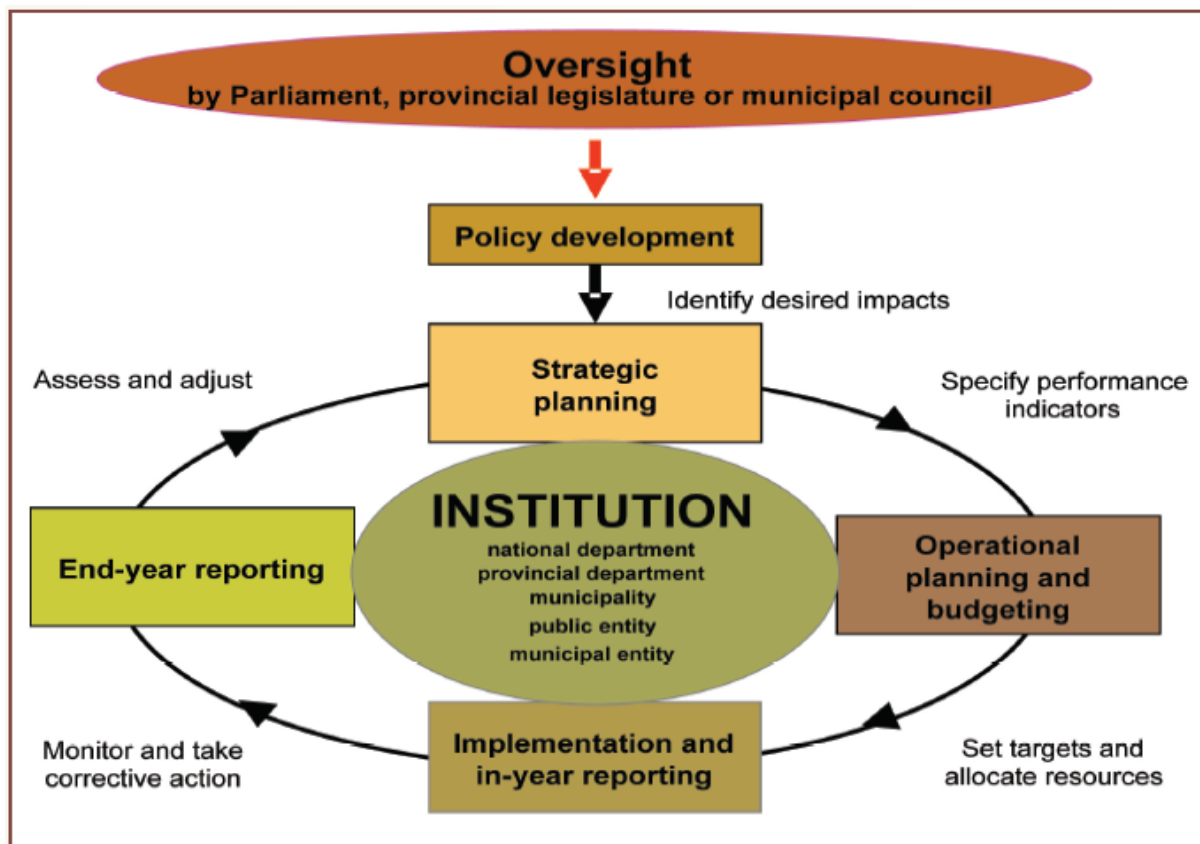 Oversight
by Parliament, provincial legislature or municipal council
Policy development
Identify desired impacts
Strategic
planning
Assess and adjust
Specify performance
indicators
INSTITUTION
national department
provincial department
municipality
public entity
municipal entity
End-year reporting
Operational
planning and
budgeting
Monitor and take
corrective action
Implementation and
in-year reporting
Set targets and
allocate resources